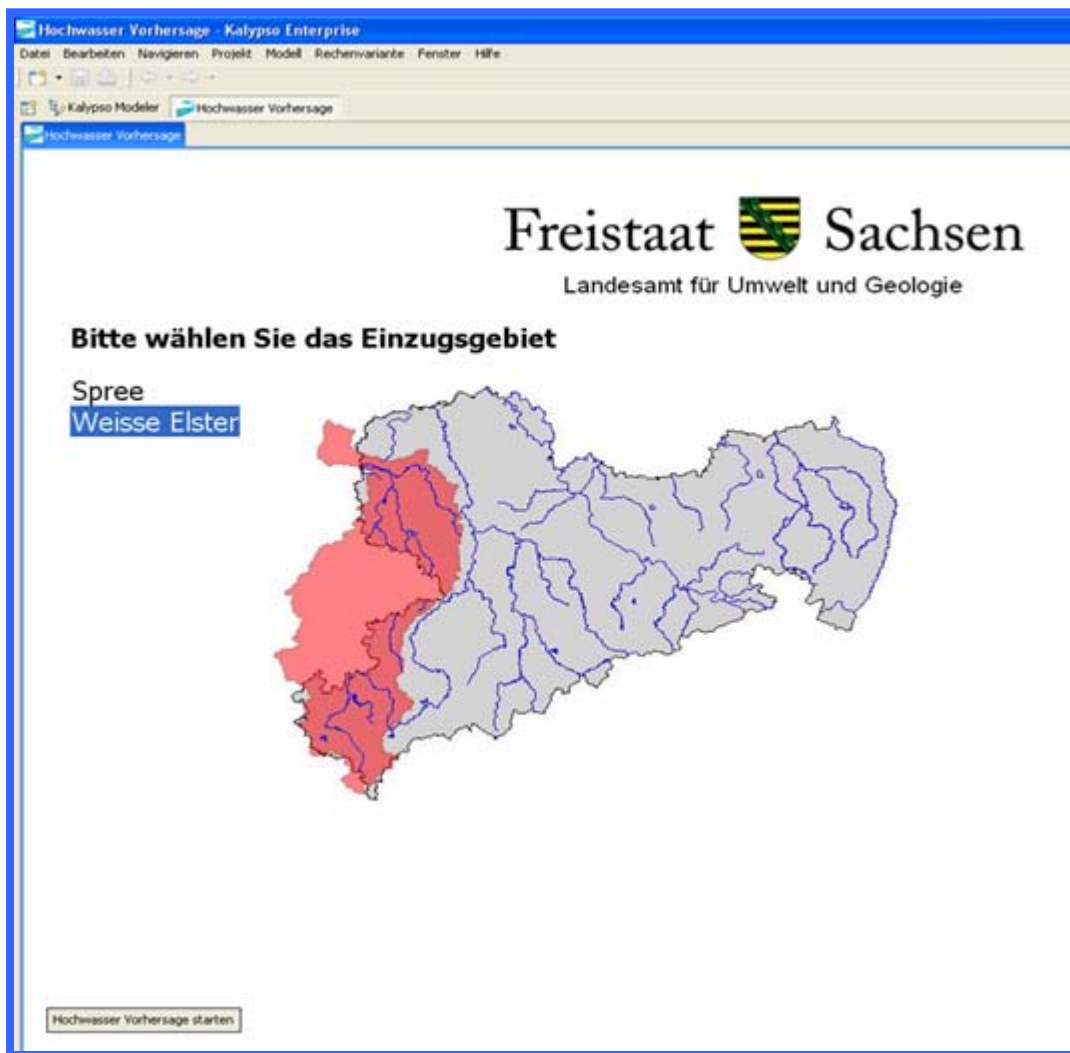 Hochwasser Vorhersage - Kalypso Enterprise
Datei Bearbeiten Navigieren Projekt Modell Rechenvariante Fenster Hilfe
Kalypso Modeler Hochwasser Vorhersage
Hochwasser Vorhersage
Freistaat Sachsen
Landesamt für Umwelt und Geologie
Bitte wählen Sie das Einzugsgebiet
Spree
Weisse Elster
Hochwasser Vorhersage starten